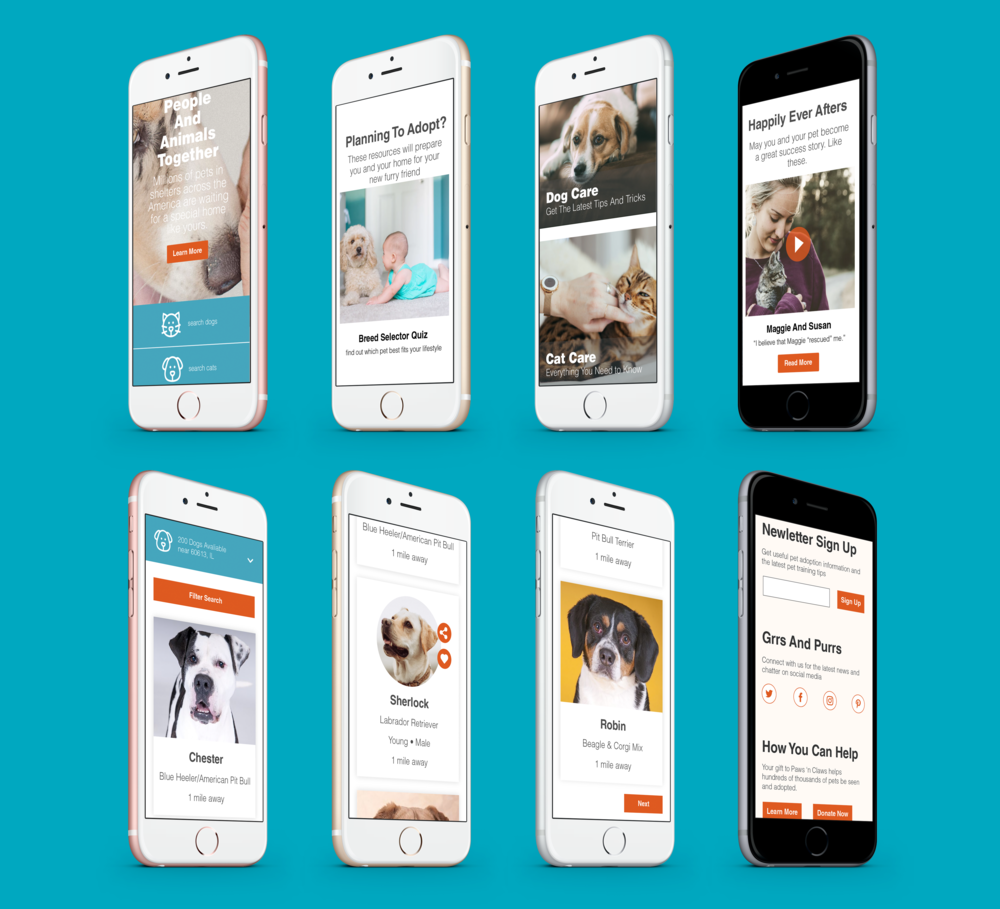 People
And
Animals
Together
Millions of pets in
shelters across the
America are waiting
for a special home
like yours.
Learn More
search dogs
search cats
Planning To Adopt?
These resources will prepare
you and your home for your
new furry friend
Breed Selector Quiz
find out which pet best fits your lifestyle
Dog Care
Get The Latest Tips And Tricks
Cat Care
Everything You Need to Know
Happily Ever Afters
May you and your pet become
a great success story. Like
these.
Maggie And Susan
"I believe that Maggie "rescued" me."
Read More
200 Dogs Available
near 60613, IL
Filter Search
Chester
Blue Heeler/American Pit Bull
1 mile away
Blue Heeler/American Pit Bull
1 mile away
Sherlock
Labrador Retriever
Young • Male
1 mile away
Pit Bull Terrier
1 mile away
Robin
Beagle & Corgi Mix
1 mile away
Next
Newletter Sign Up
Get useful pet adoption information and
the latest pet training tips
Sign Up
Grrs And Purrs
Connect with us for the latest news and
chatter on social media
How You Can Help
Your gift to Paws 'n Claws helps
hundreds of thousands of pets be seen
and adopted.
Learn More
Donate Now